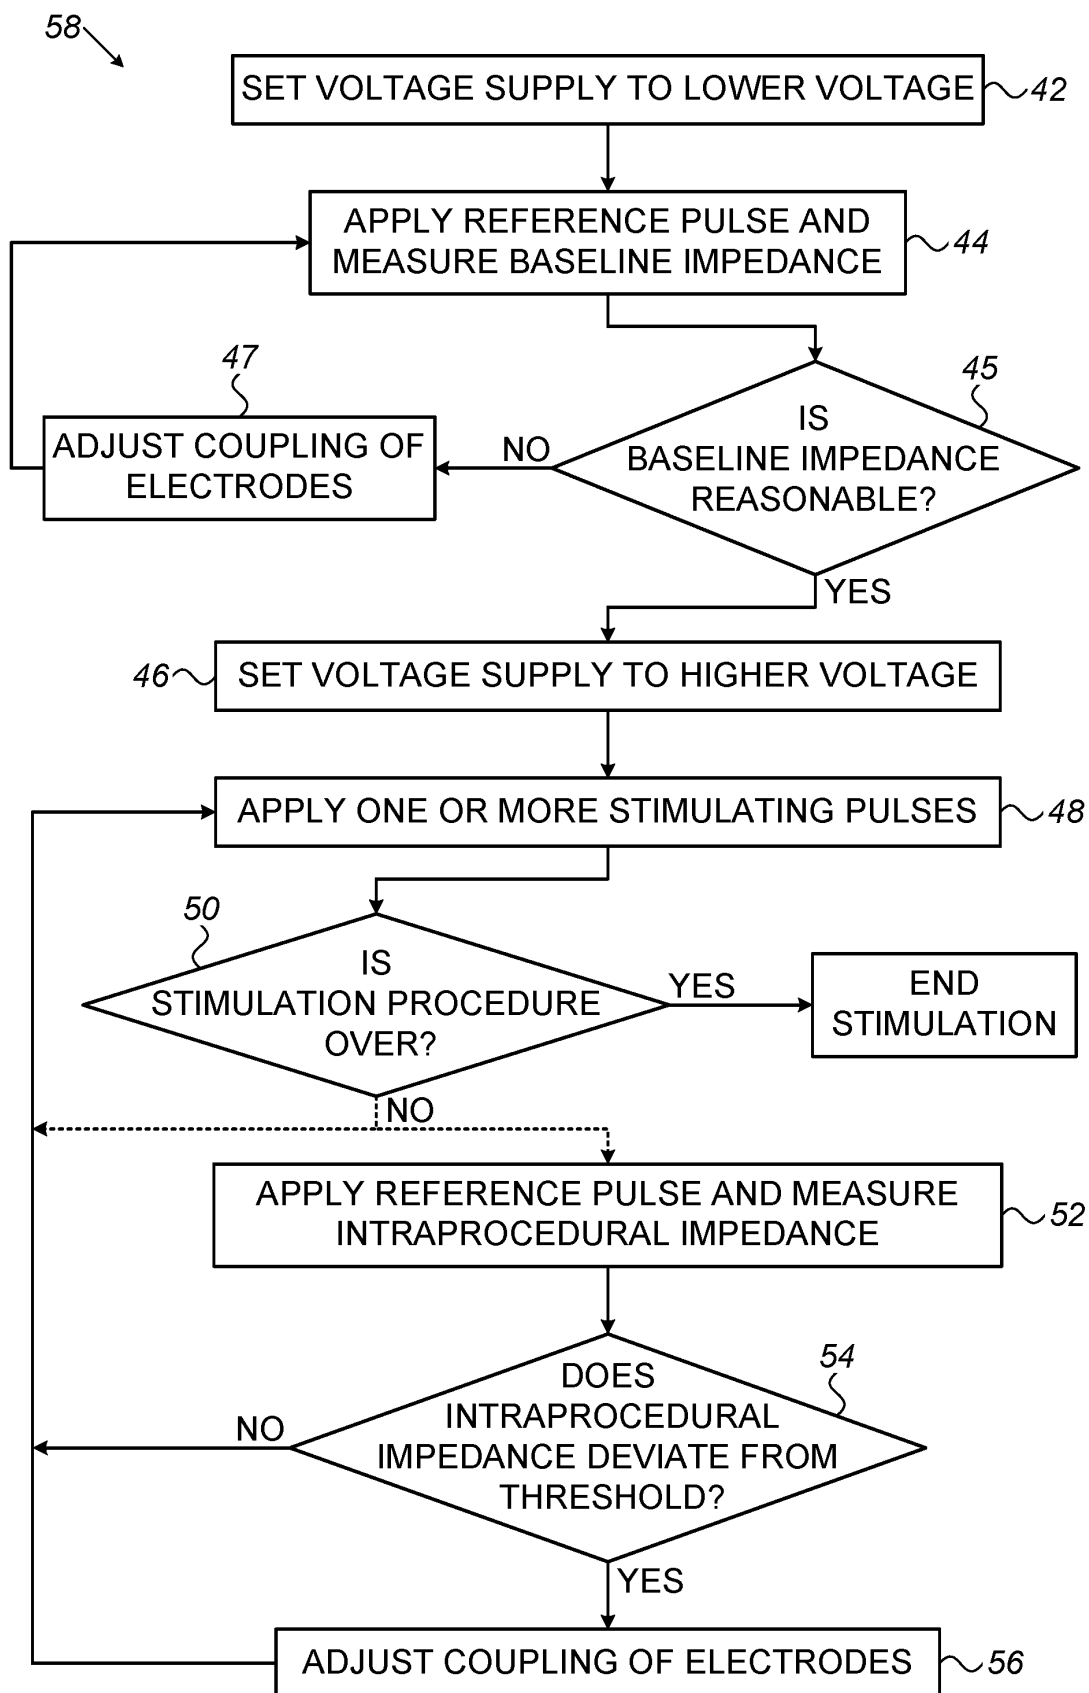 58
SET VOLTAGE SUPPLY TO LOWER VOLTAGE
42
APPLY REFERENCE PULSE AND
MEASURE BASELINE IMPEDANCE
44
47
45
ADJUST COUPLING OF
ELECTRODES
NO
IS
BASELINE IMPEDANCE
REASONABLE?
YES
46
SET VOLTAGE SUPPLY TO HIGHER VOLTAGE
APPLY ONE OR MORE STIMULATING PULSES
48
50
IS
STIMULATION PROCEDURE
OVER?
YES
END
STIMULATION
NO
APPLY REFERENCE PULSE AND MEASURE
INTRAPROCEDURAL IMPEDANCE
52
54
DOES
INTRAPROCEDURAL
IMPEDANCE DEVIATE FROM
THRESHOLD?
NO
YES
ADJUST COUPLING OF ELECTRODES
56